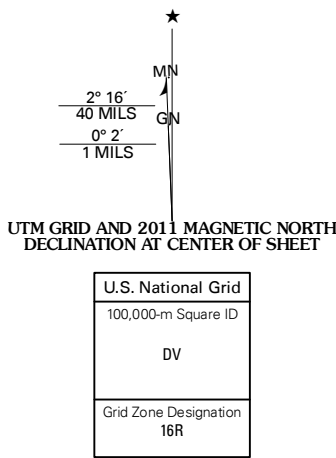 ★
MN
2° 16´
40 MILS
GN
0° 2´
1 MILS
UTM GRID AND 2011 MAGNETIC NORTH
DECLINATION AT CENTER OF SHEET
U.S. National Grid
100,000-m Square ID
DV
Grid Zone Designation
16R